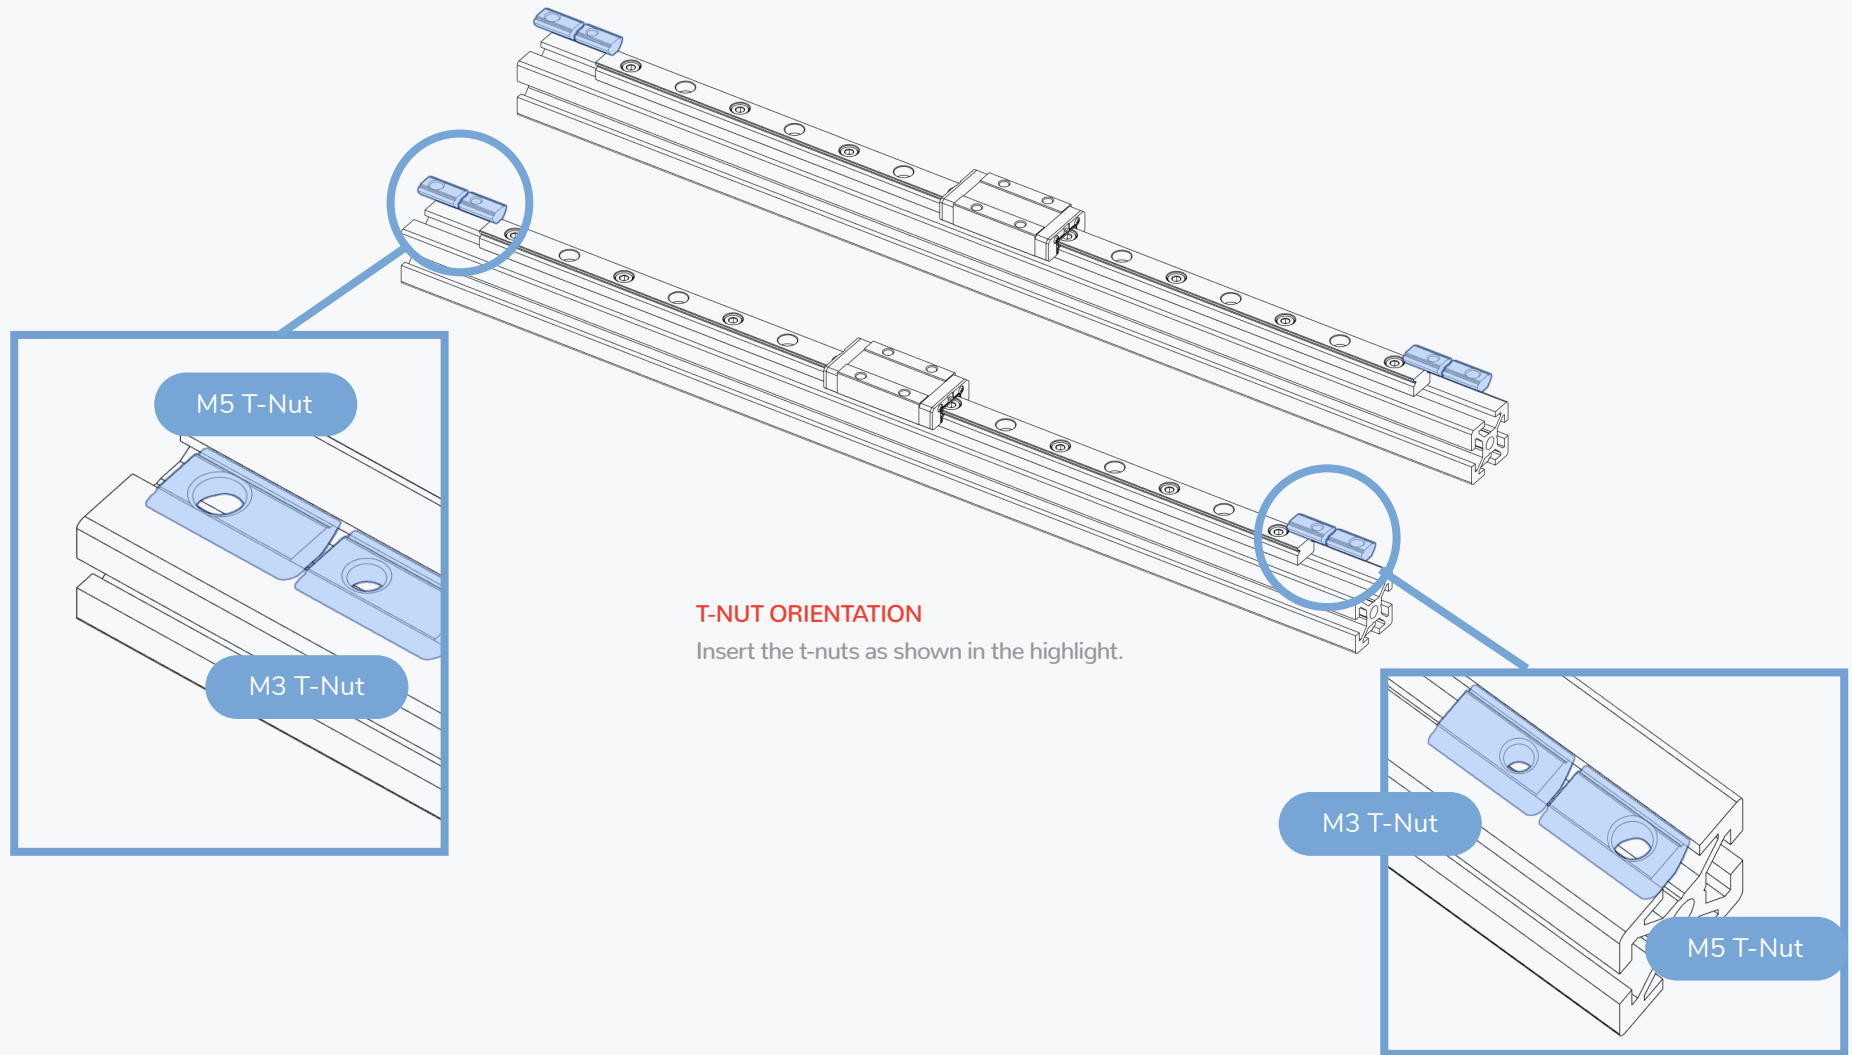 M5 T-Nut
M3 T-Nut
T-NUT ORIENTATION
Insert the t-nuts as shown in the highlight.
M3 T-Nut
M5 T-Nut